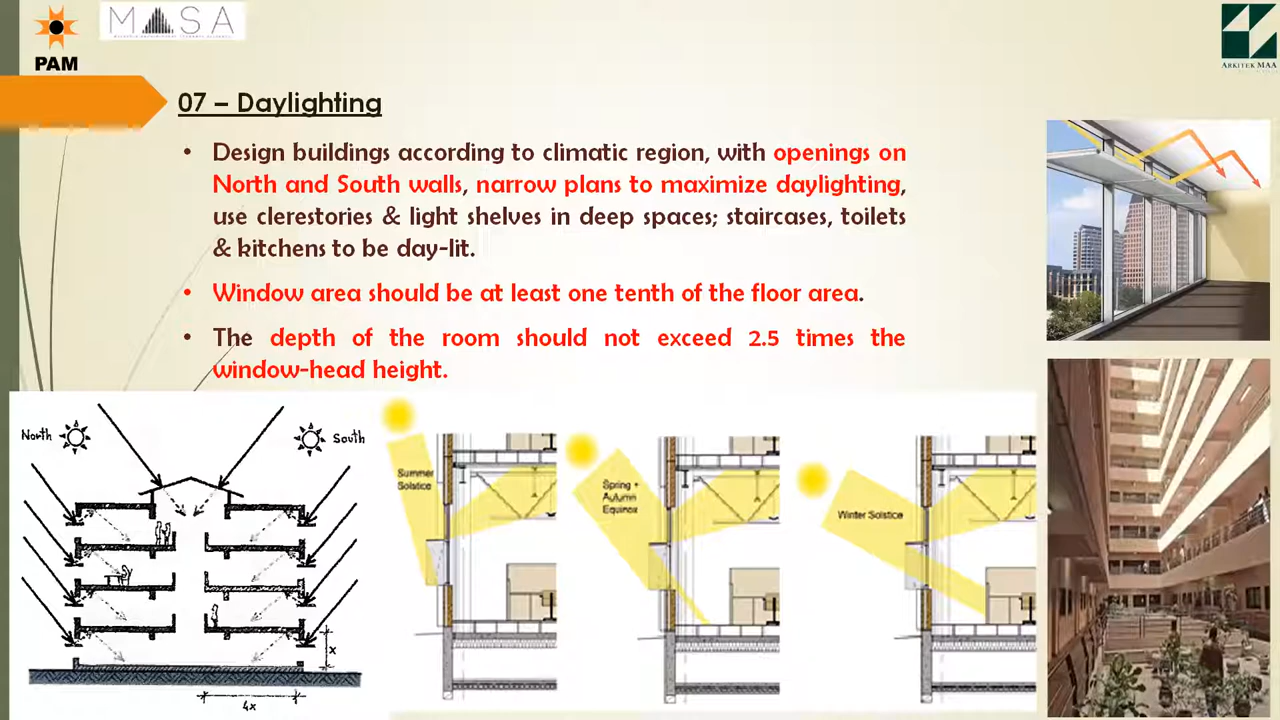 MASA
PAM
ARKITEK MAA
07 – Daylighting
• Design buildings according to climatic region, with openings on
North and South walls, narrow plans to maximize daylighting,
use clerestories & light shelves in deep spaces; staircases, toilets
& kitchens to be day-lit.
• Window area should be at least one tenth of the floor area.
• The depth of the room should not exceed 2.5 times the
window-head height.
North
South
x
4x
Summer
Solstice
Spring +
Autumn
Equinox
Winter Solstice